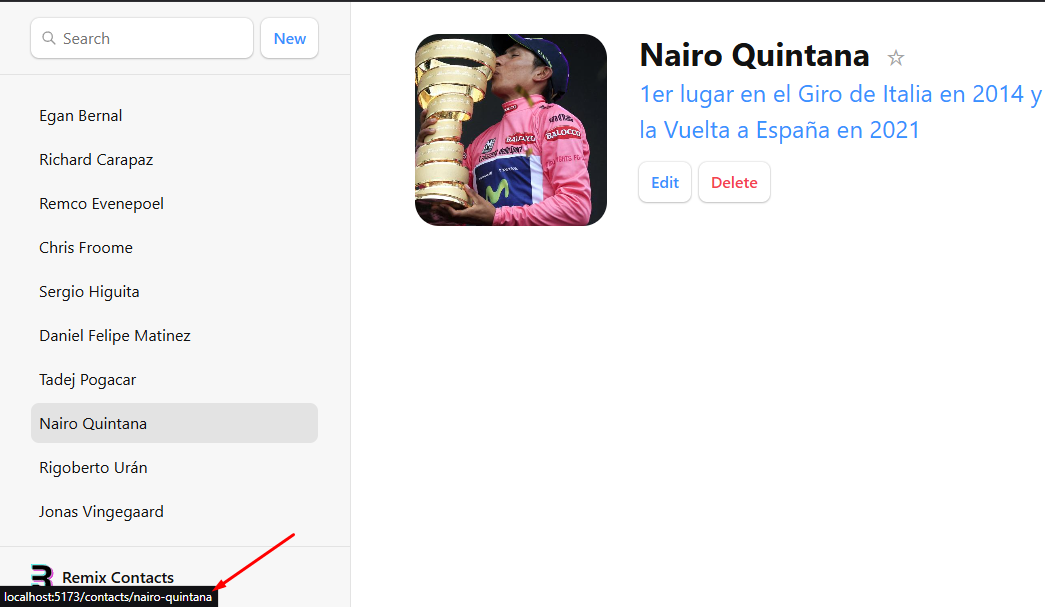 Search
New
Egan Bernal
Richard Carapaz
Remco Evenepoel
Chris Froome
Sergio Higuita
Daniel Felipe Matinez
Tadej Pogacar
Nairo Quintana
Rigoberto Urán
Jonas Vingegaard
Remix Contacts
localhost:5173/contacts/nairo-quintana
Nairo Quintana ☆
1er lugar en el Giro de Italia en 2014 y
la Vuelta a España en 2021
Edit
Delete
BALOCCO